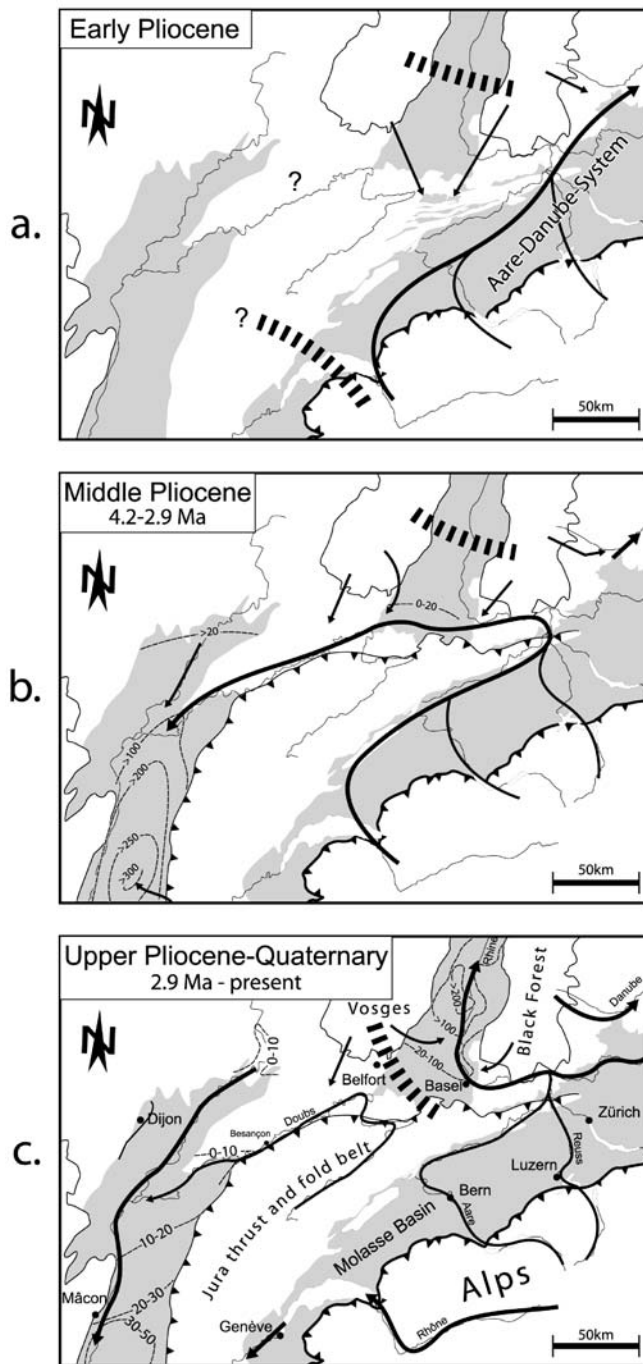 Early Pliocene
N
a.
?
?
Aare-Danube-System
50km
Middle Pliocene
4.2-2.9 Ma
N
b.
0-20
>20
>100
>200
>250
>300
50km
Upper Pliocene-Quaternary
2.9 Ma - present
N
c.
Vosges
Rhine
Black Forest
Danube
>200
>100
20-100
0-10
Belfort
Basel
Dijon
Doubs
Besançon
Zürich
0-10
Reuss
Luzern
Bern
Aare
Jura thrust and fold belt
Molasse Basin
10-20
Alps
Mâcon
20-30
30-50
Genève
Rhône
50km